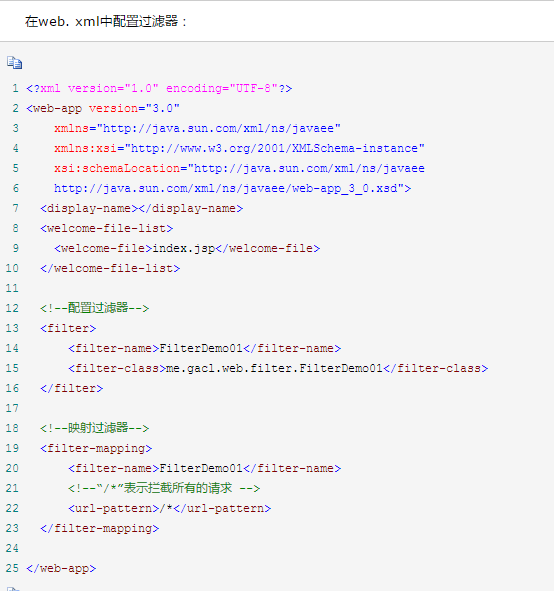 在web. xml中配置过滤器：
1 <?xml version="1.0" encoding="UTF-8"?>
2 <web-app version="3.0"
3 xmlns="http://java.sun.com/xml/ns/javaee"
4 xmlns:xsi="http://www.w3.org/2001/XMLSchema-instance"
5 xsi:schemaLocation="http://java.sun.com/xml/ns/javaee
6 http://java.sun.com/xml/ns/javaee/web-app_3_0.xsd">
7 <display-name></display-name>
8 <welcome-file-list>
9 <welcome-file>index.jsp</welcome-file>
10 </welcome-file-list>
11
12 <!--配置过滤器-->
13 <filter>
14 <filter-name>FilterDemo01</filter-name>
15 <filter-class>me.gacl.web.filter.FilterDemo01</filter-class>
16 </filter>
17
18 <!--映射过滤器-->
19 <filter-mapping>
20 <filter-name>FilterDemo01</filter-name>
21 <!--“/*”表示拦截所有的请求 -->
22 <url-pattern>/*</url-pattern>
23 </filter-mapping>
24
25 </web-app>